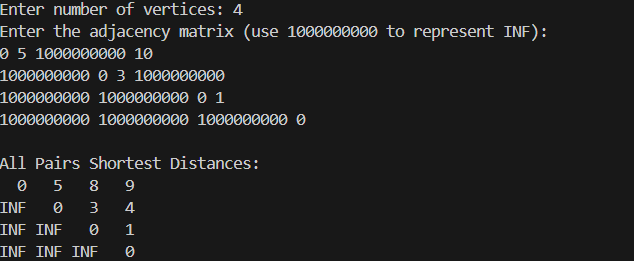 Enter number of vertices: 4
Enter the adjacency matrix (use 1000000000 to represent INF):
0 5 1000000000 10
1000000000 0 3 1000000000
1000000000 1000000000 0 1
1000000000 1000000000 1000000000 0
All Pairs Shortest Distances:
  0   5   8   9
INF   0   3   4
INF INF   0   1
INF INF INF   0